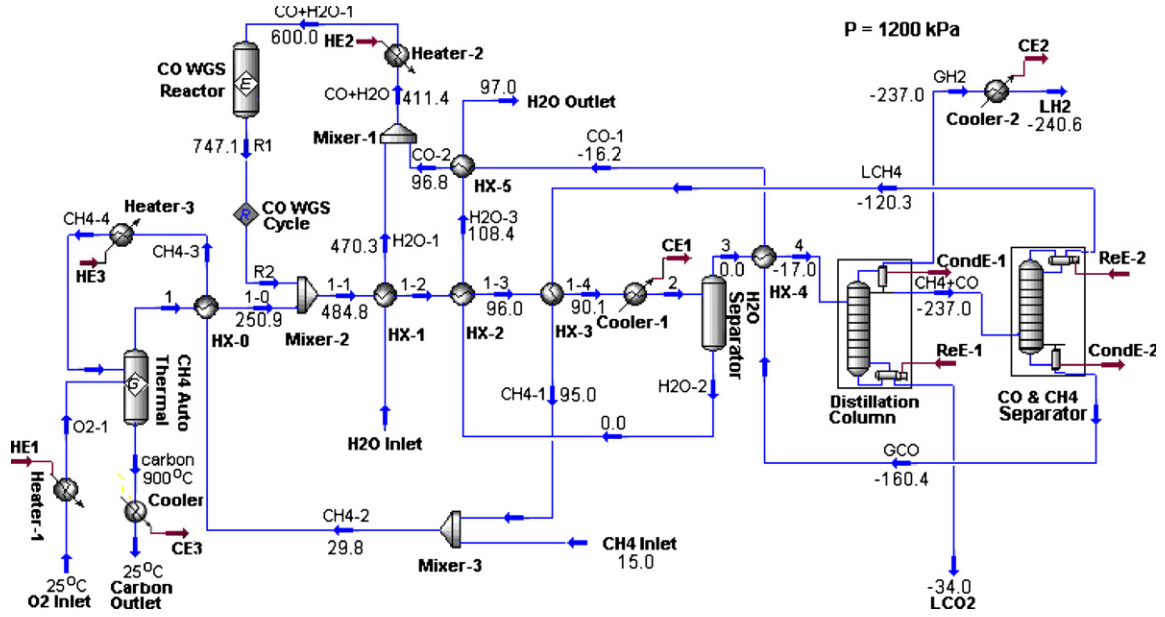 CO+H2O-1
600.0
HE2
Heater-2
P = 1200 kPa
CE2
GH2
-237.0
Cooler-2
LH2
-240.6
CO WGS
Reactor
E
CO+H2O
411.4
97.0
H2O Outlet
Mixer-1
CO-2
96.8
CO-1
-16.2
HX-5
LCH4
-120.3
747.1
R1
CH4-4
Heater-3
HE3
CH4-3
R
CO WGS
Cycle
470.3
H2O-1
H2O-3
108.4
CE1
R2
1
1-0
250.9
HX-0
Mixer-2
1-1
484.8
1-2
HX-1
1-3
96.0
HX-2
1-4
90.1
HX-3
Cooler-1
2
3
0.0
4
-17.0
HX-4
H2O
Separator
CondE-1
CH4+CO
-237.0
ReE-1
ReE-2
CondE-2
Distillation
Column
CO & CH4
Separator
G
CH4 Auto
Thermal
O2-1
HE1
Heater-1
carbon
900°C
Cooler
CE3
H2O Inlet
CH4-1
95.0
H2O-2
0.0
GCO
-160.4
CH4-2
29.8
Mixer-3
CH4 Inlet
15.0
25°C
O2 Inlet
25°C
Carbon
Outlet
-34.0
LCO2